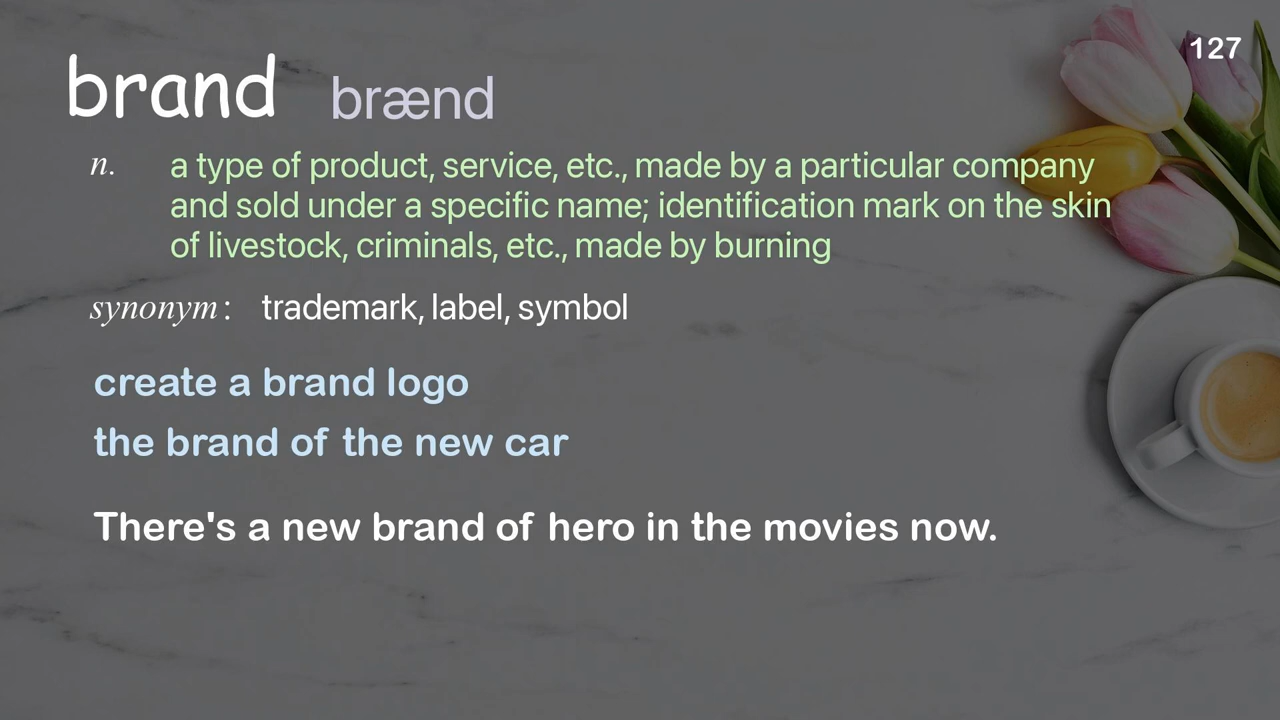 127
brand brænd
n. a type of product, service, etc., made by a particular company
and sold under a specific name; identification mark on the skin
of livestock, criminals, etc., made by burning
synonym: trademark, label, symbol
create a brand logo
the brand of the new car
There's a new brand of hero in the movies now.